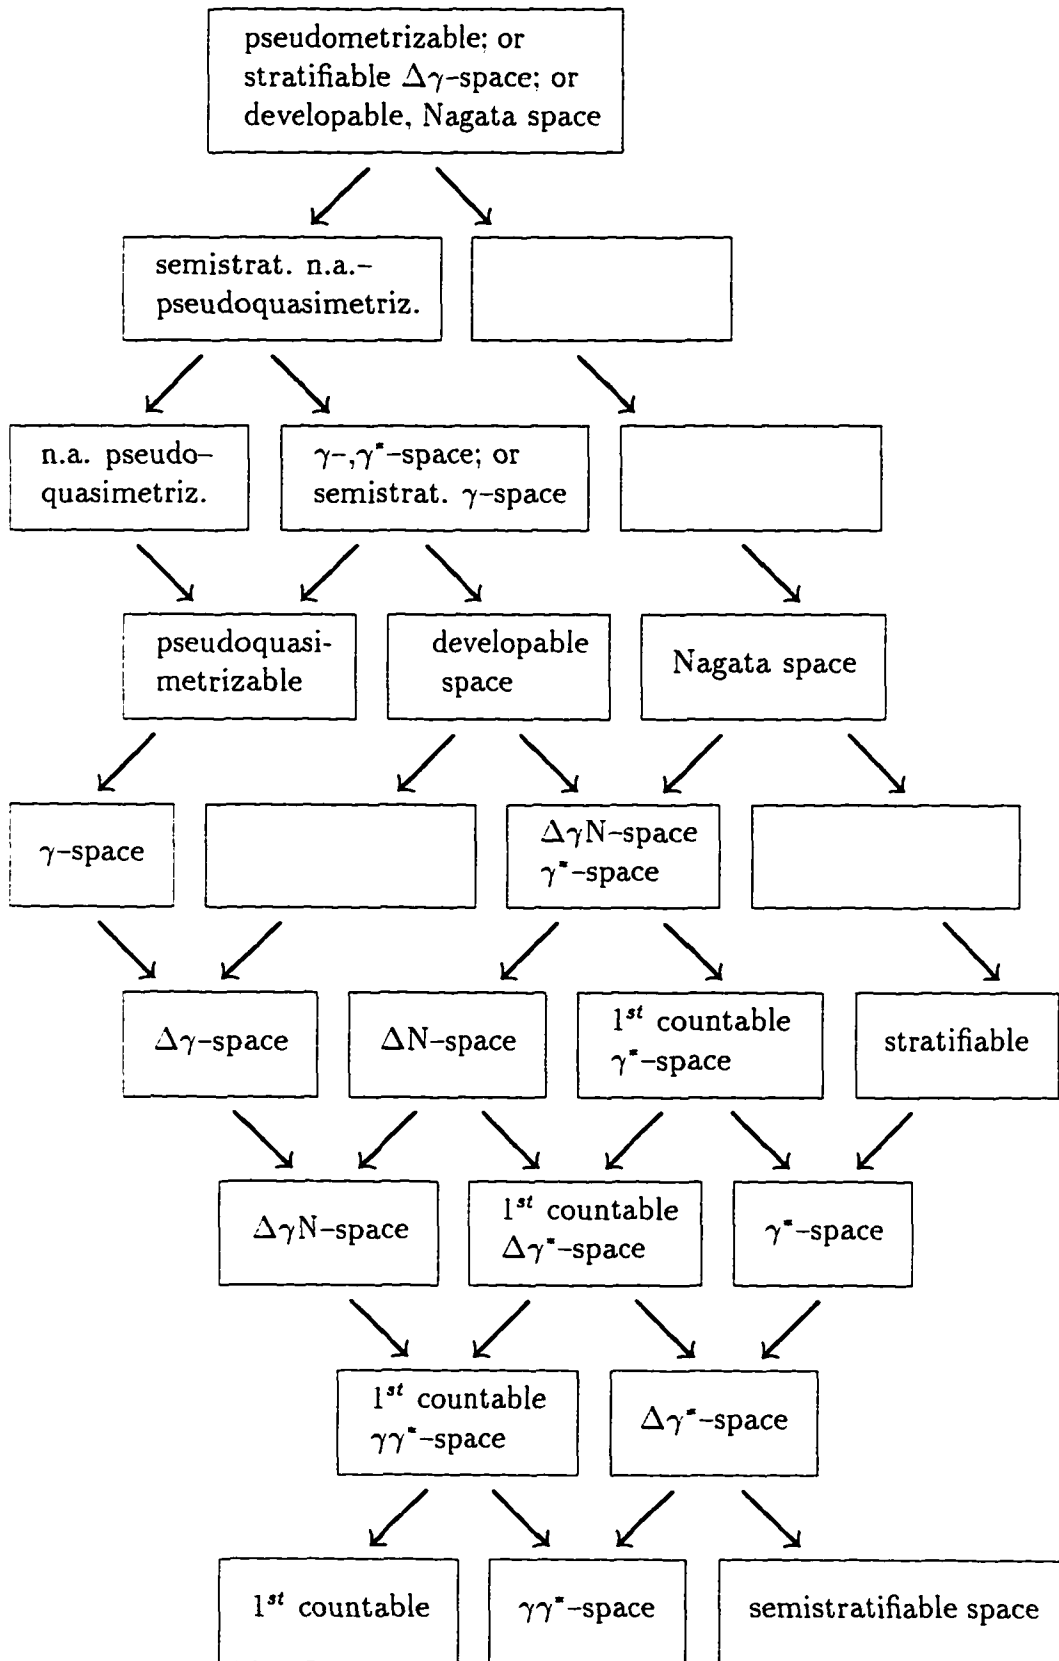 pseudometrizable; or
stratifiable Δγ-space; or
developable, Nagata space
semistrat. n.a.-
pseudoquasimetriz.
n.a. pseudo-
quasimetriz.
γ-,γ*-space; or
semistrat. γ-space
pseudoquasi-
metrizable
developable
space
Nagata space
γ-space
ΔγN-space
γ*-space
Δγ-space
ΔN-space
1st countable
γ*-space
stratifiable
ΔγN-space
1st countable
Δγ*-space
γ*-space
1st countable
γγ*-space
Δγ*-space
1st countable
γγ*-space
semistratifiable space